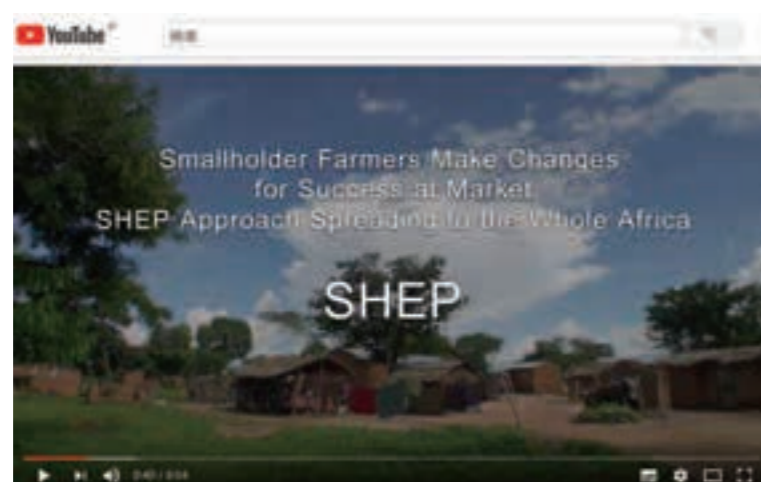 YouTube
Smallholder Farmers Make Changes
for Success at Market
SHEP Approach Spreading to the Whole Africa
SHEP